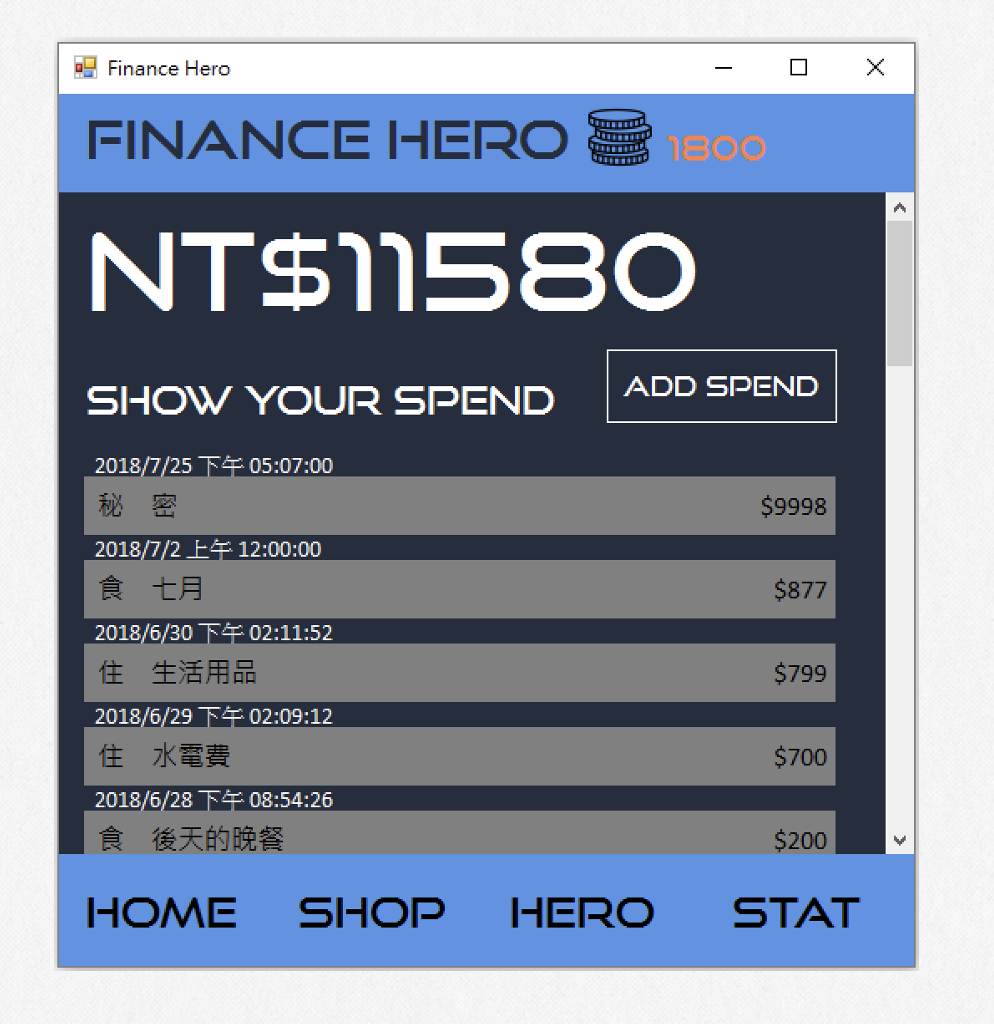 Finance Hero
FINANCE HERO 1800
NT$11580
SHOW YOUR SPEND
ADD SPEND
2018/7/25 下午 05:07:00
秘 密 $9998
2018/7/2 上午 12:00:00
食 七月 $877
2018/6/30 下午 02:11:52
住 生活用品 $799
2018/6/29 下午 02:09:12
住 水電費 $700
2018/6/28 下午 08:54:26
食 後天的晚餐 $200
HOME SHOP HERO STAT